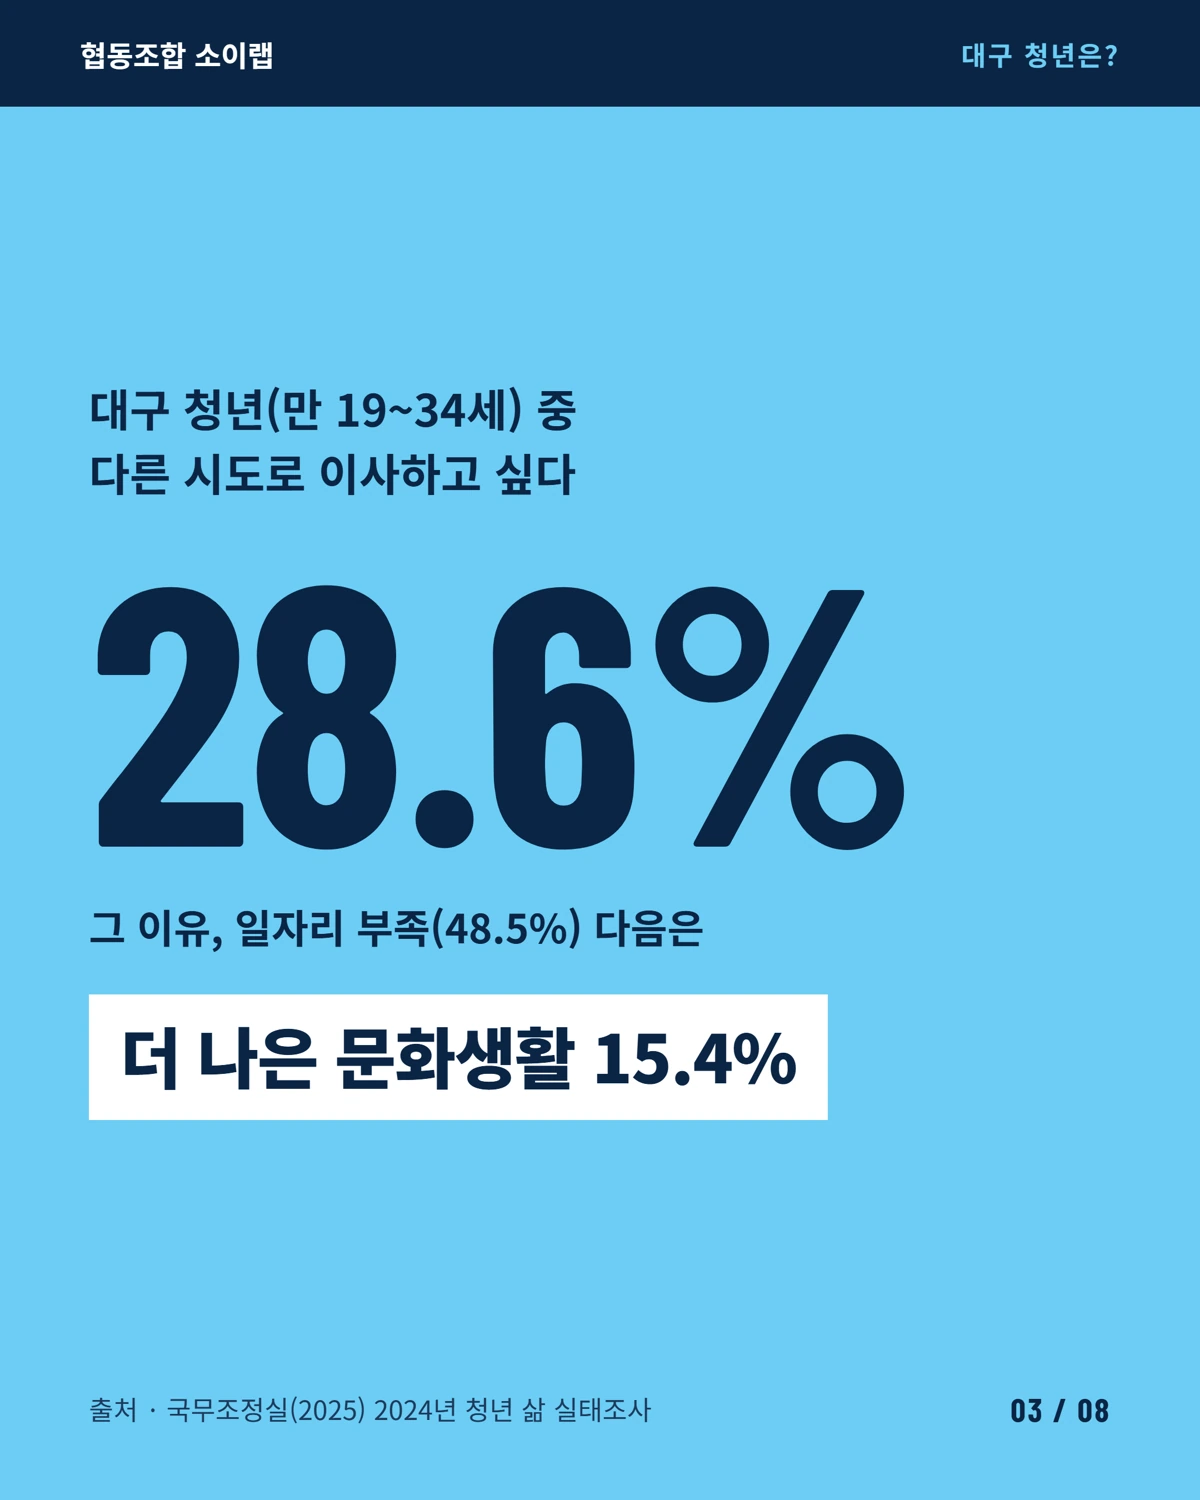 협동조합 소이랩
대구 청년은?
대구 청년(만 19~34세) 중
다른 시도로 이사하고 싶다
28.6%
그 이유, 일자리 부족(48.5%) 다음은
더 나은 문화생활 15.4%
출처 · 국무조정실(2025) 2024년 청년 삶 실태조사
03 / 08